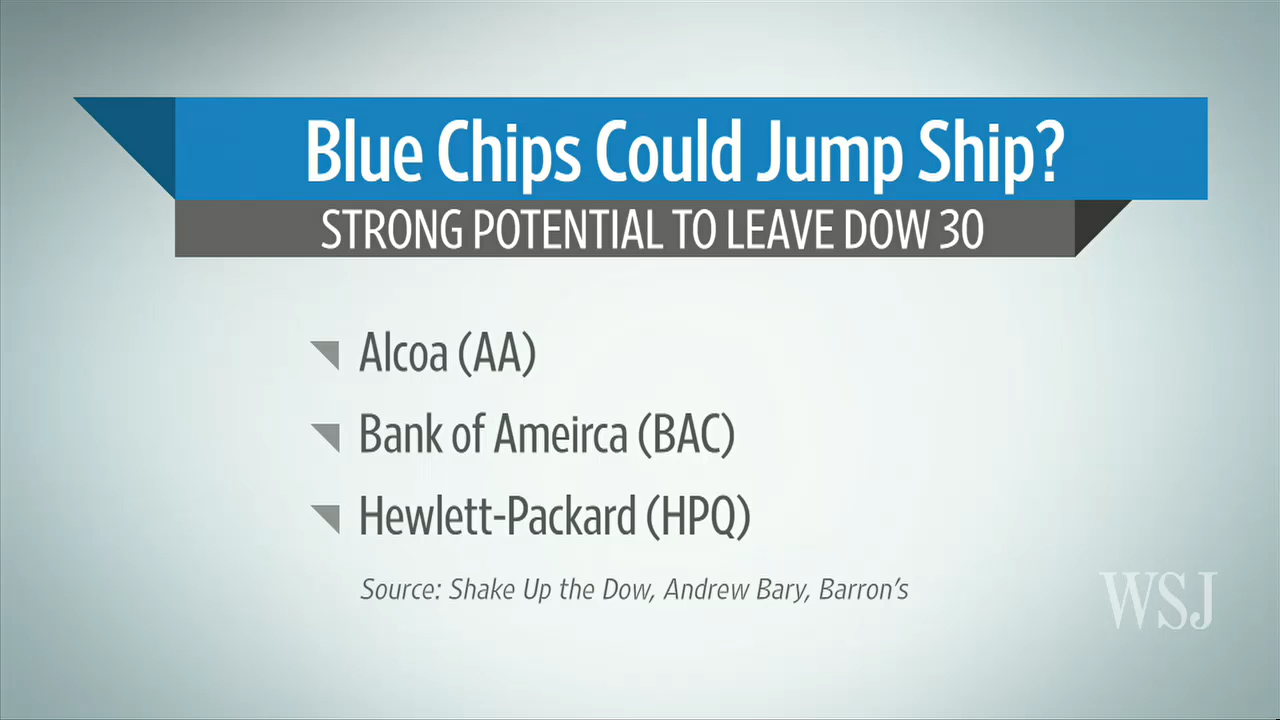 Blue Chips Could Jump Ship?
STRONG POTENTIAL TO LEAVE DOW 30
Alcoa (AA)
Bank of Ameirca (BAC)
Hewlett-Packard (HPQ)
Source: Shake Up the Dow, Andrew Bary, Barron's
WSJ